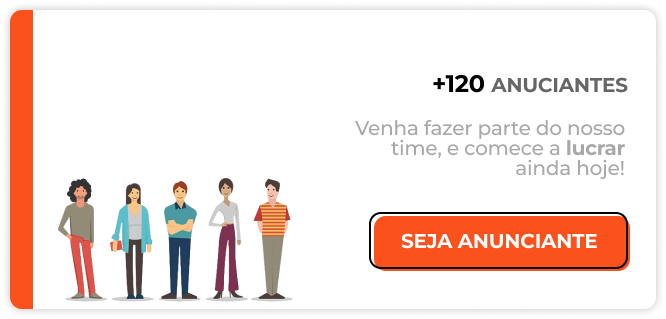 +120 ANUCIANTES
Venha fazer parte do nosso
time, e comece a lucrar
ainda hoje!
SEJA ANUNCIANTE